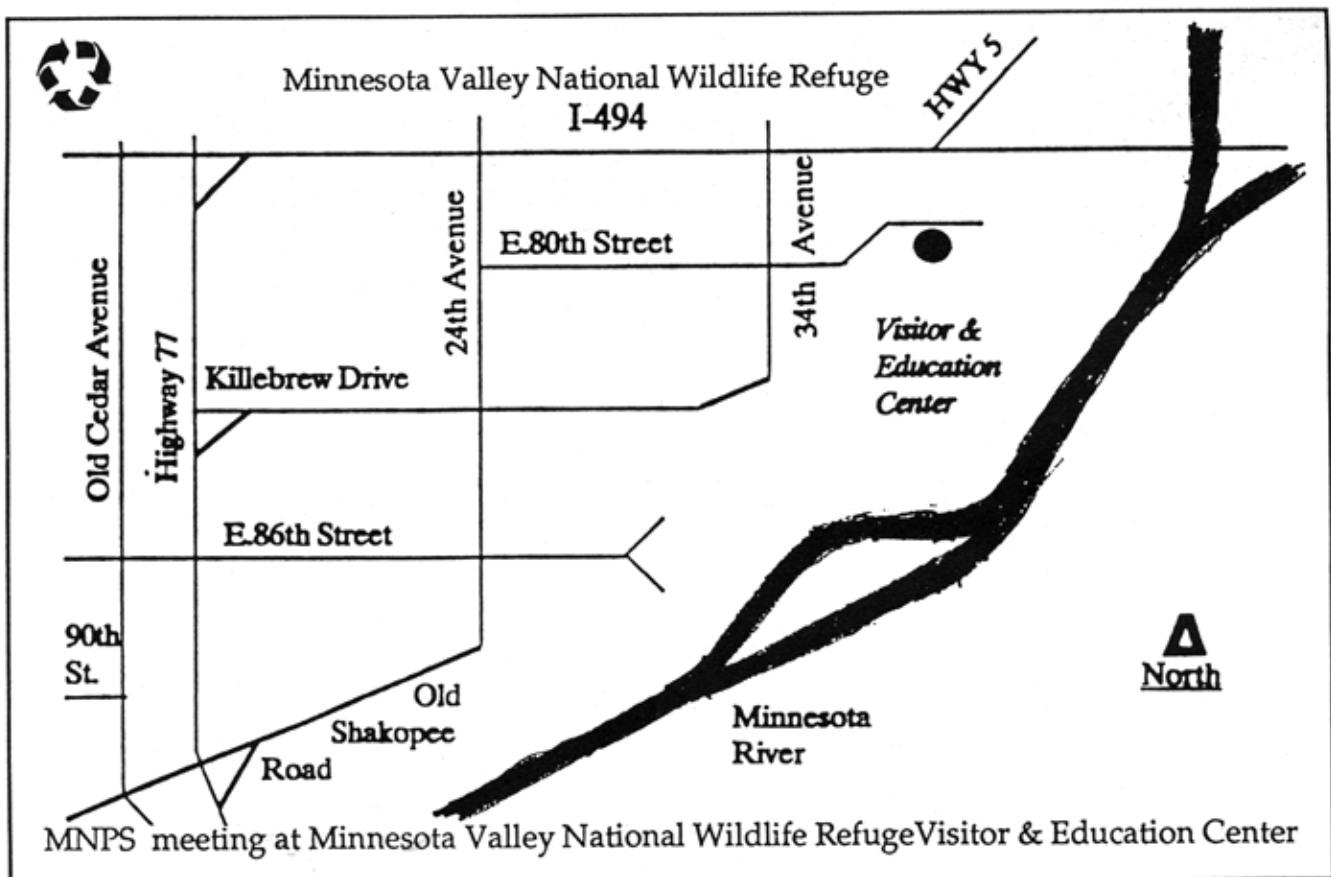 Minnesota Valley National Wildlife Refuge
I-494
HWY 5
Old Cedar Avenue
Highway 77
24th Avenue
34th Avenue
E.80th Street
Visitor &
Education
Center
Killebrew Drive
E.86th Street
90th
St.
Old
Shakopee
Road
Minnesota
River
North
MNPS meeting at Minnesota Valley National Wildlife RefugeVisitor & Education Center